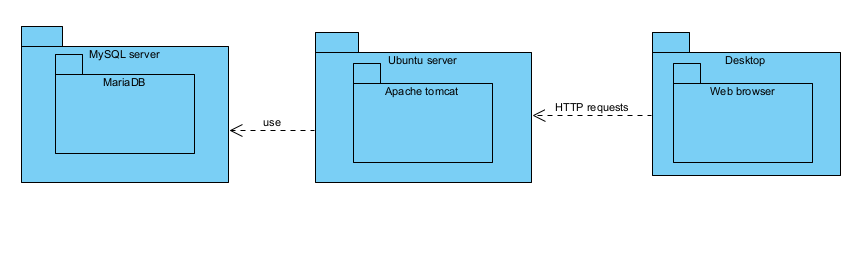 MySQL server
MariaDB
use
Ubuntu server
Apache tomcat
HTTP requests
Desktop
Web browser